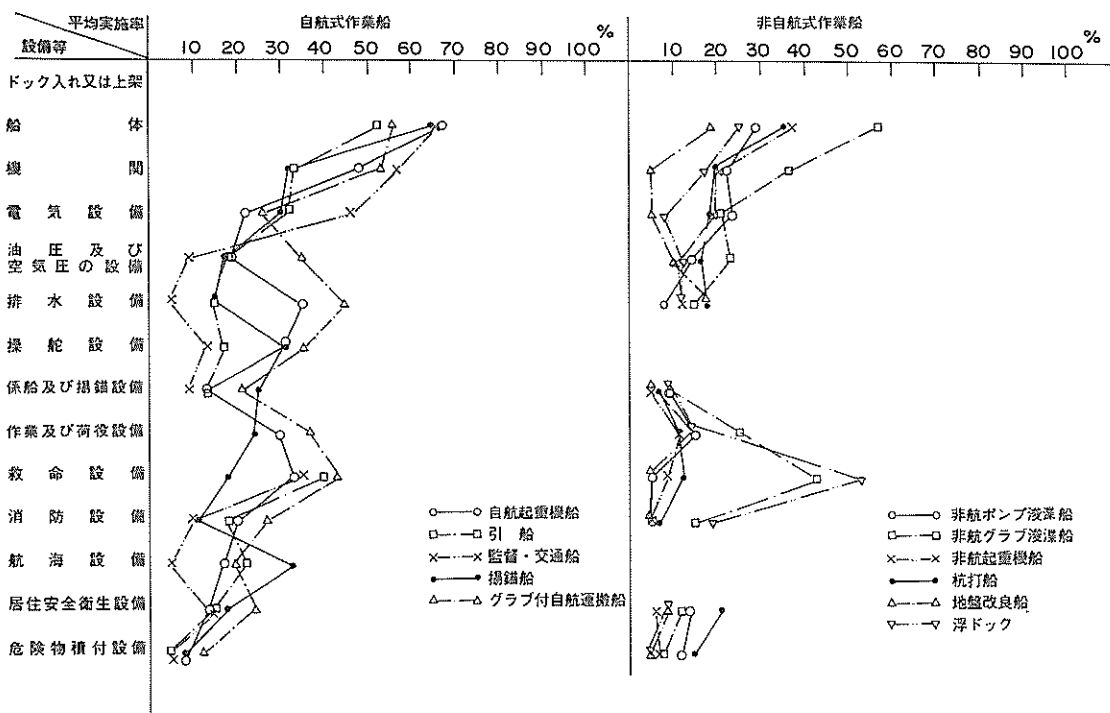 平均実施率
設備等
自航式作業船
10 20 30 40 50 60 70 80 90 100 %
非自航式作業船
10 20 30 40 50 60 70 80 90 100 %
ドック入れ又は上架
船体
機関
電気設備
油圧及び
空気圧の設備
排水設備
操舵設備
係船及び揚錨設備
作業及び荷役設備
救命設備
消防設備
航海設備
居住安全衛生設備
危険物積付設備
自航起重機船
引船
監督・交通船
揚錨船
グラブ付自航運搬船
非航ポンプ浚渫船
非航グラブ浚渫船
非航起重機船
杭打船
地盤改良船
浮ドック